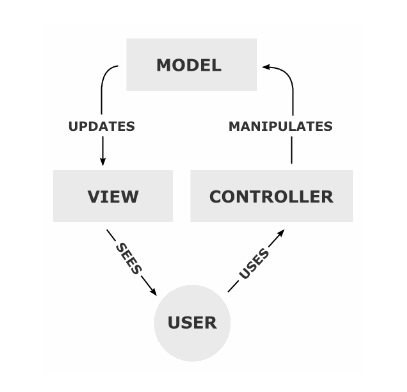 MODEL
UPDATES
MANIPULATES
VIEW
CONTROLLER
SEES
USES
USER